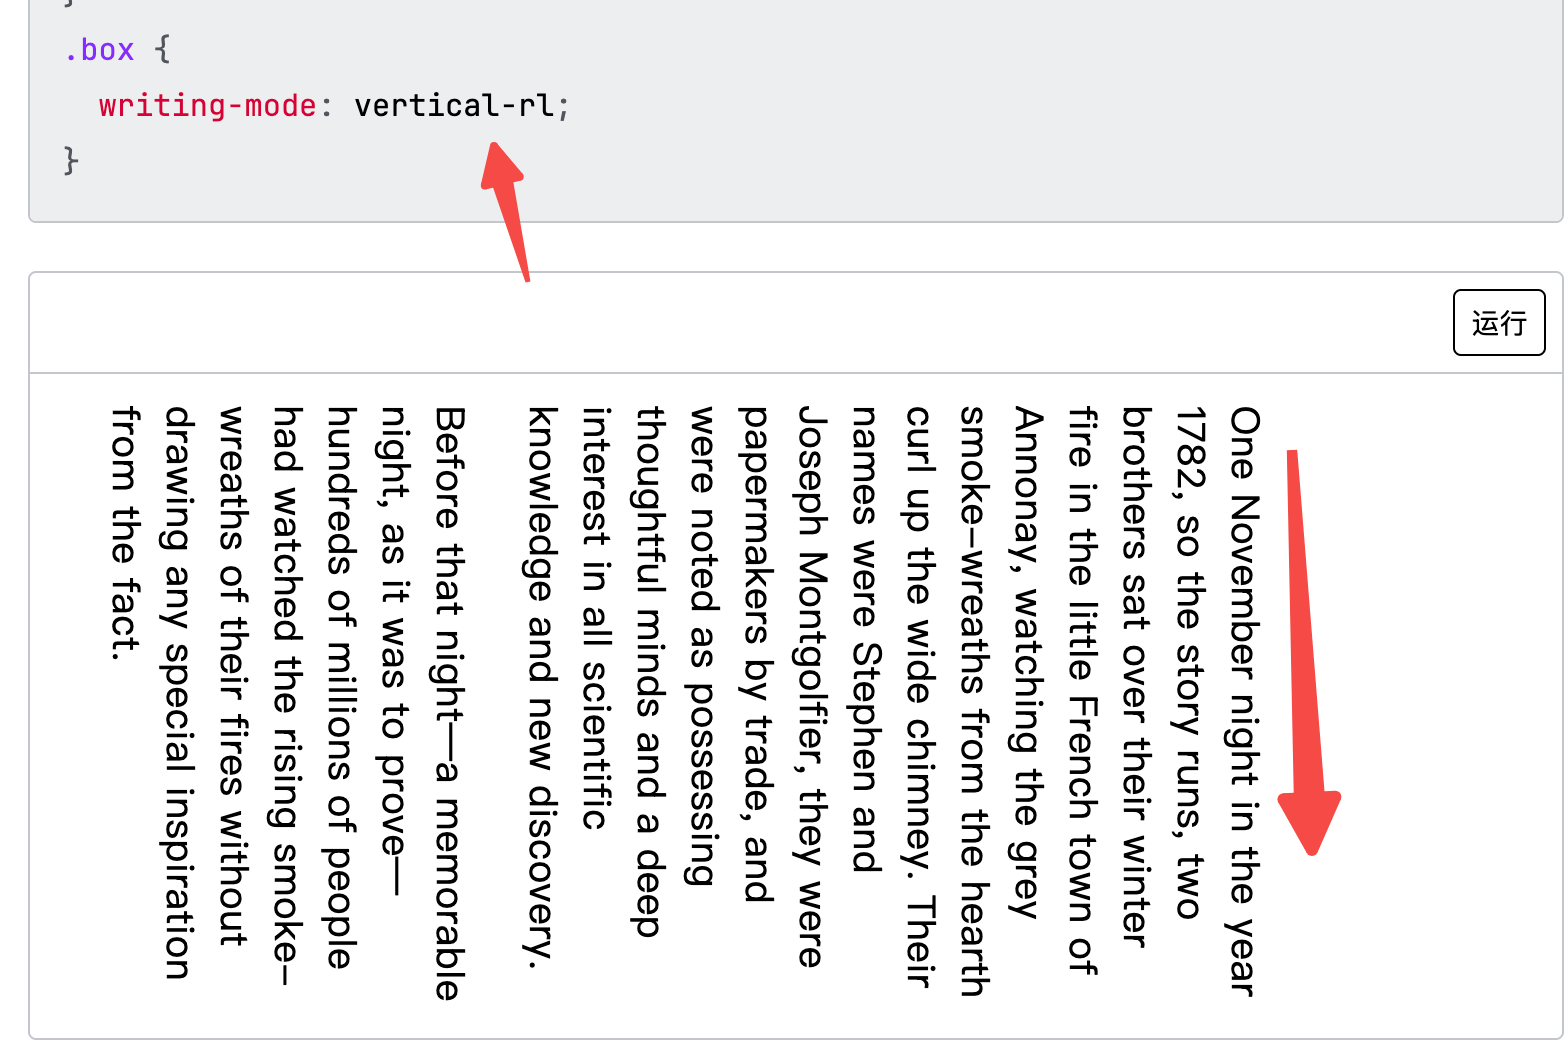 }
.box {
writing-mode: vertical-rl;
}
运行
One November night in the year
1782, so the story runs, two
brothers sat over their winter
fire in the little French town of
Annonay, watching the grey
smoke-wreaths from the hearth
curl up the wide chimney. Their
names were Stephen and
Joseph Montgolfier, they were
papermakers by trade, and
were noted as possessing
thoughtful minds and a deep
interest in all scientific
knowledge and new discovery.
Before that night—a memorable
night, as it was to prove—
hundreds of millions of people
had watched the rising smoke-
wreaths of their fires without
drawing any special inspiration
from the fact.